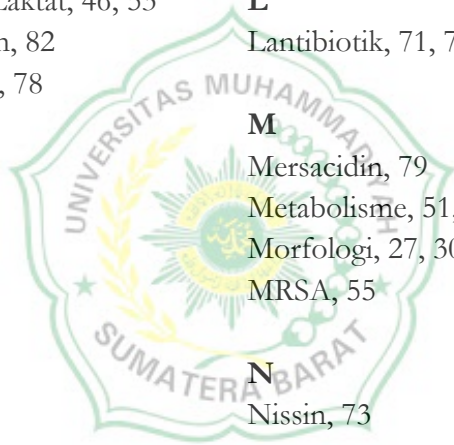 Laktat, 46, 55
, 82
, 78
L
Lantibiotik, 71, 7
M
Mersacidin, 79
Metabolisme, 51,
Morfologi, 27, 30
MRSA, 55
N
Nissin, 73
UNIVERSITAS MUHAMMADIYAH
SUMATERA BARAT